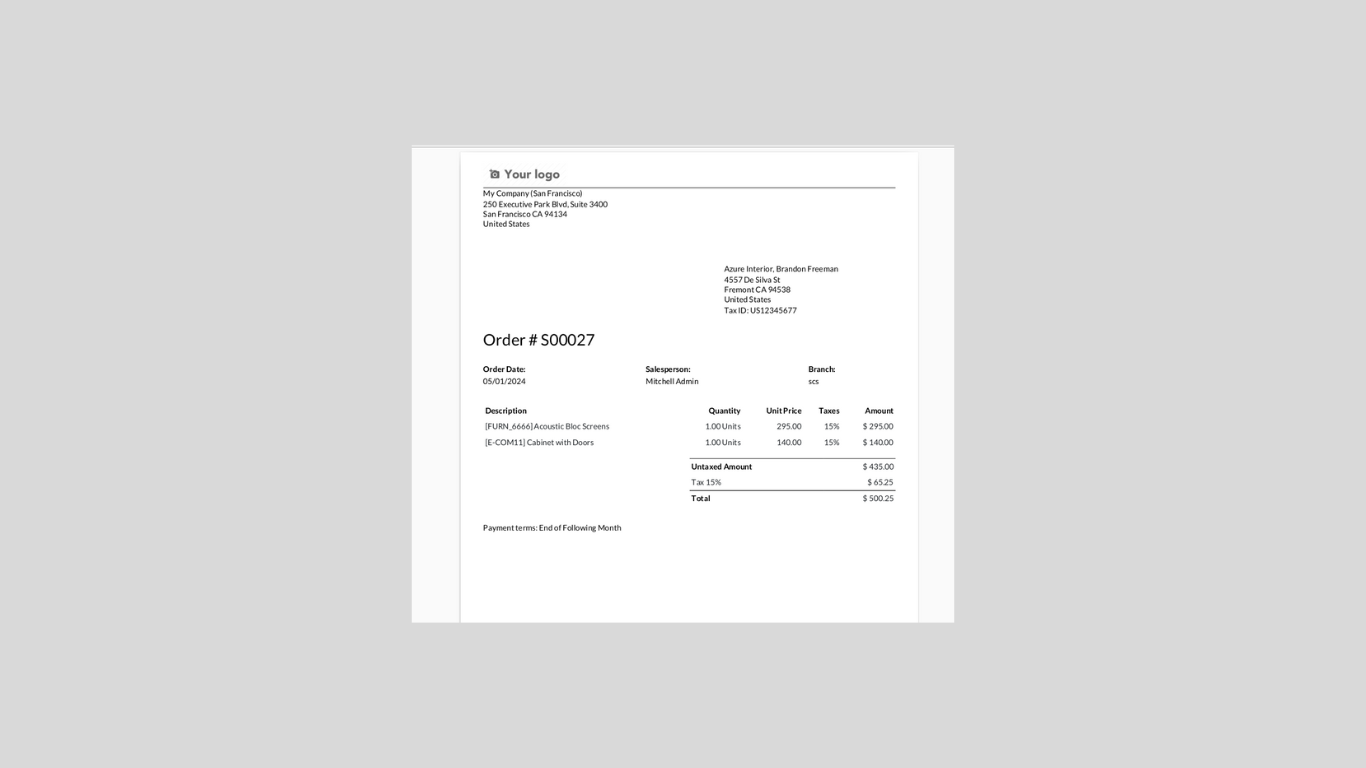 Your logo
My Company (San Francisco)
250 Executive Park Blvd, Suite 3400
San Francisco CA 94134
United States
Azure Interior, Brandon Freeman
4557 De Silva St
Fremont CA 94538
United States
Tax ID: US12345677
Order # S00027
Order Date: Salesperson: Branch:
05/01/2024 Mitchell Admin scs
Description Quantity Unit Price Taxes Amount
[FURN_6666] Acoustic Bloc Screens 1.00 Units 295.00 15% $ 295.00
[E-COM11] Cabinet with Doors 1.00 Units 140.00 15% $ 140.00
Untaxed Amount $ 435.00
Tax 15% $ 65.25
Total $ 500.25
Payment terms: End of Following Month